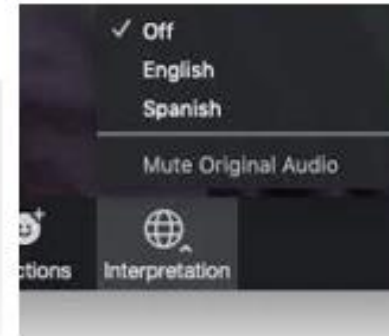 Off
English
Spanish
Mute Original Audio
ctions Interpretation